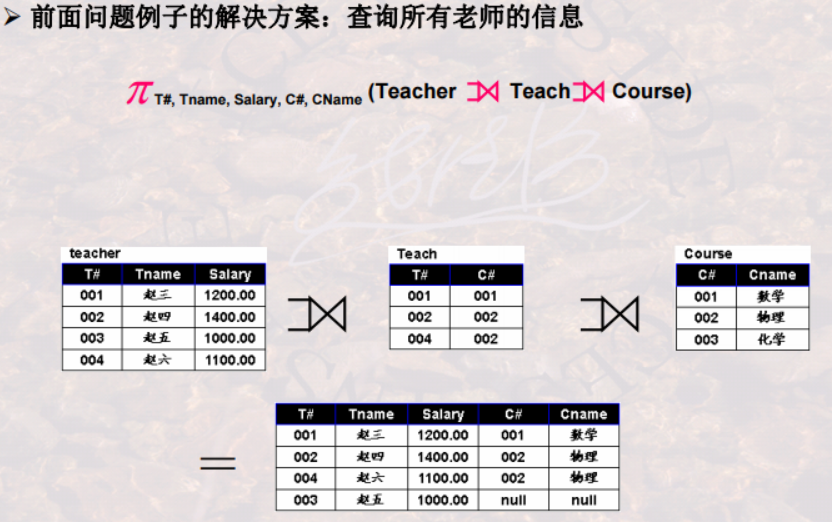 ➢ 前面问题例子的解决方案：查询所有老师的信息
π T#, Tname, Salary, C#, CName (Teacher ⟕ Teach ⟕ Course)
teacher
T# Tname Salary
001 赵三 1200.00
002 赵四 1400.00
003 赵五 1000.00
004 赵六 1100.00
⟕
Teach
T# C#
001 001
002 002
004 002
⟕
Course
C# Cname
001 数学
002 物理
003 化学
=
T# Tname Salary C# Cname
001 赵三 1200.00 001 数学
002 赵四 1400.00 002 物理
004 赵六 1100.00 002 物理
003 赵五 1000.00 null null